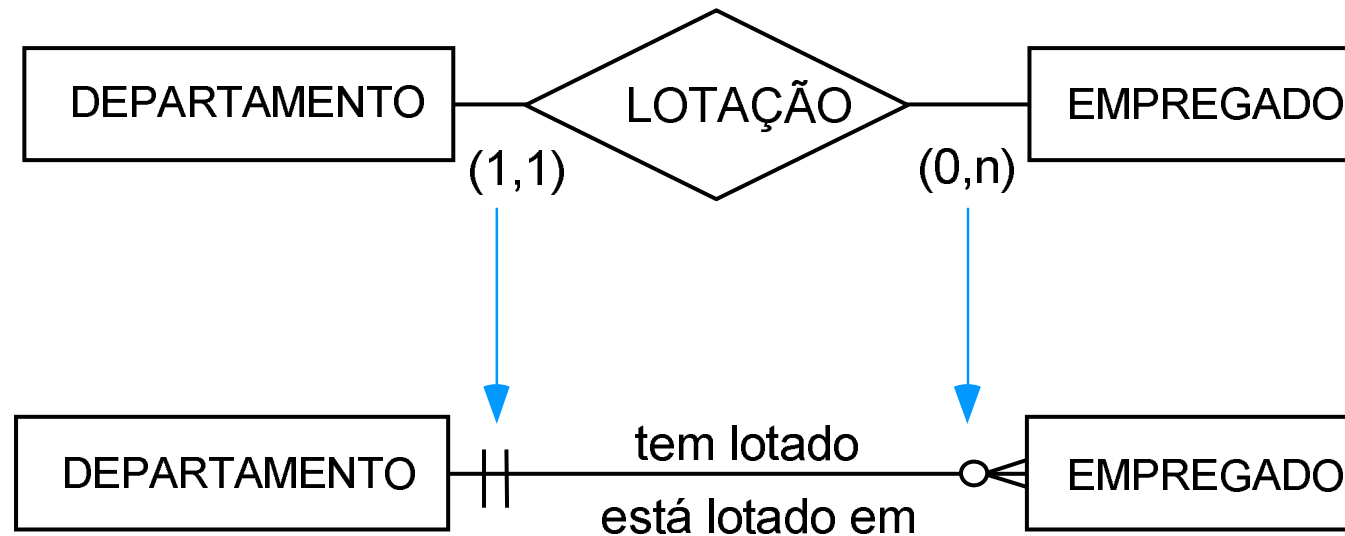 DEPARTAMENTO LOTAÇÃO EMPREGADO
(1,1) (0,n)
tem lotado
DEPARTAMENTO EMPREGADO
está lotado em